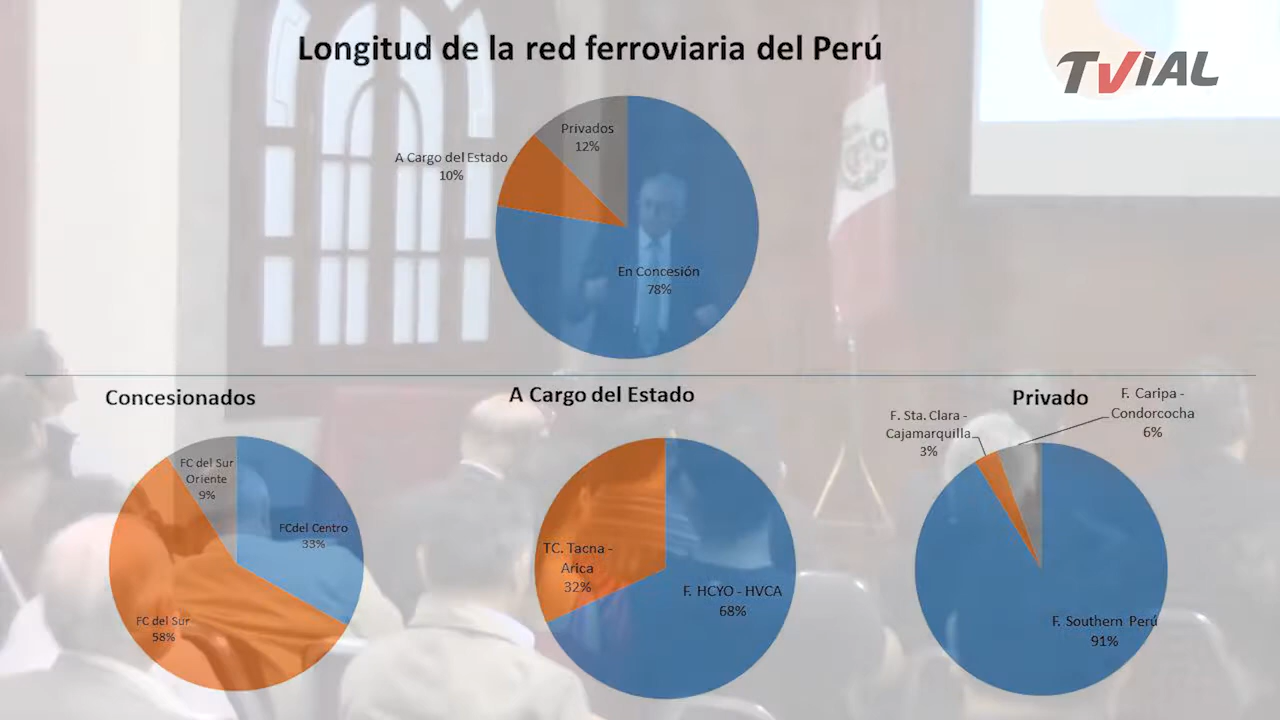 Longitud de la red ferroviaria del Perú
TViAL
Privados
12%
A Cargo del Estado
10%
En Concesión
78%
Concesionados
A Cargo del Estado
Privado
FC del Sur
Oriente
9%
FCdel Centro
33%
FC del Sur
58%
TC. Tacna -
Arica
32%
F. HCYO - HVCA
68%
F. Sta. Clara -
Cajamarquilla
3%
F. Caripa -
Condorcocha
6%
F. Southern Perú
91%